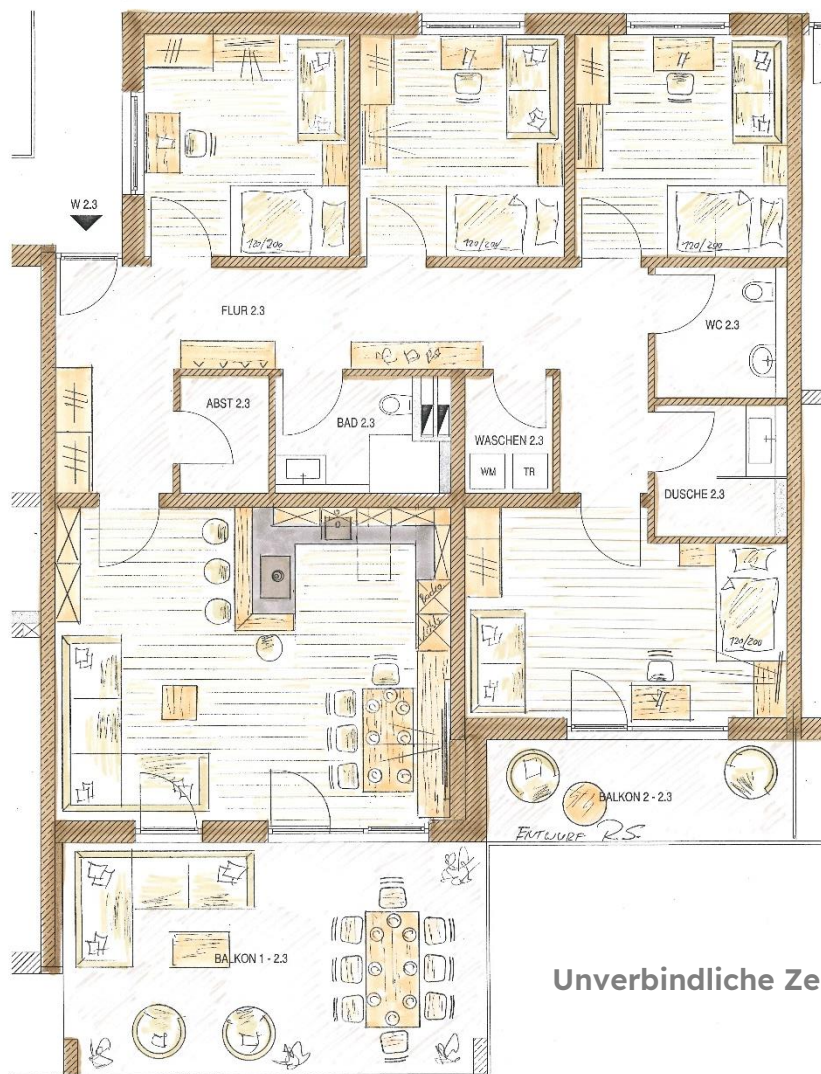 W 2.3
120/200
120/200
120/200
FLUR 2.3
WC 2.3
ABST 2.3
BAD 2.3
WASCHEN 2.3
WM
TR
DUSCHE 2.3
120/200
BALKON 2 - 2.3
ENTWURF R.S.
BALKON 1 - 2.3
Unverbindliche Ze